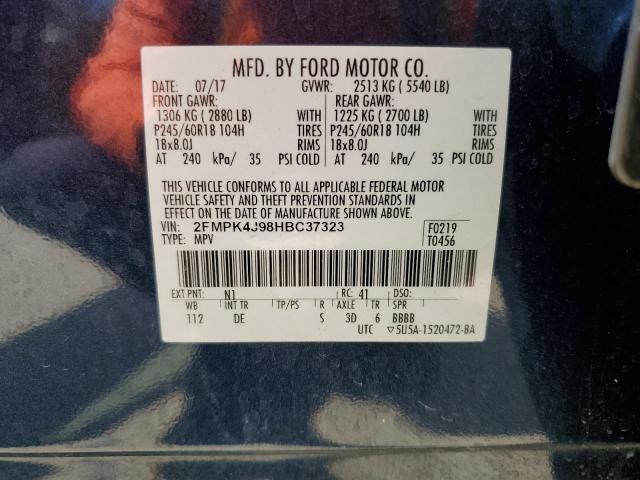 MFD. BY FORD MOTOR CO.
DATE: 07/17 GVWR: 2513 KG ( 5540 LB)
FRONT GAWR: REAR GAWR:
1306 KG ( 2880 LB) WITH 1225 KG ( 2700 LB) WITH
P245/60R18 104H TIRES P245/60R18 104H TIRES
18x8.0J RIMS 18x8.0J RIMS
AT 240 kPa/ 35 PSI COLD AT 240 kPa/ 35 PSI COLD
THIS VEHICLE CONFORMS TO ALL APPLICABLE FEDERAL MOTOR
VEHICLE SAFETY AND THEFT PREVENTION STANDARDS IN
EFFECT ON THE DATE OF MANUFACTURE SHOWN ABOVE.
VIN: 2FMPK4J98HBC37323 F0219
TYPE: MPV T0456
EXT PNT: N1 RC: 41 DSO:
WB INT TR TP/PS R AXLE TR SPR
112 DE S 3D 6 BBBB
UTC ▽5U5A-1520472-BA